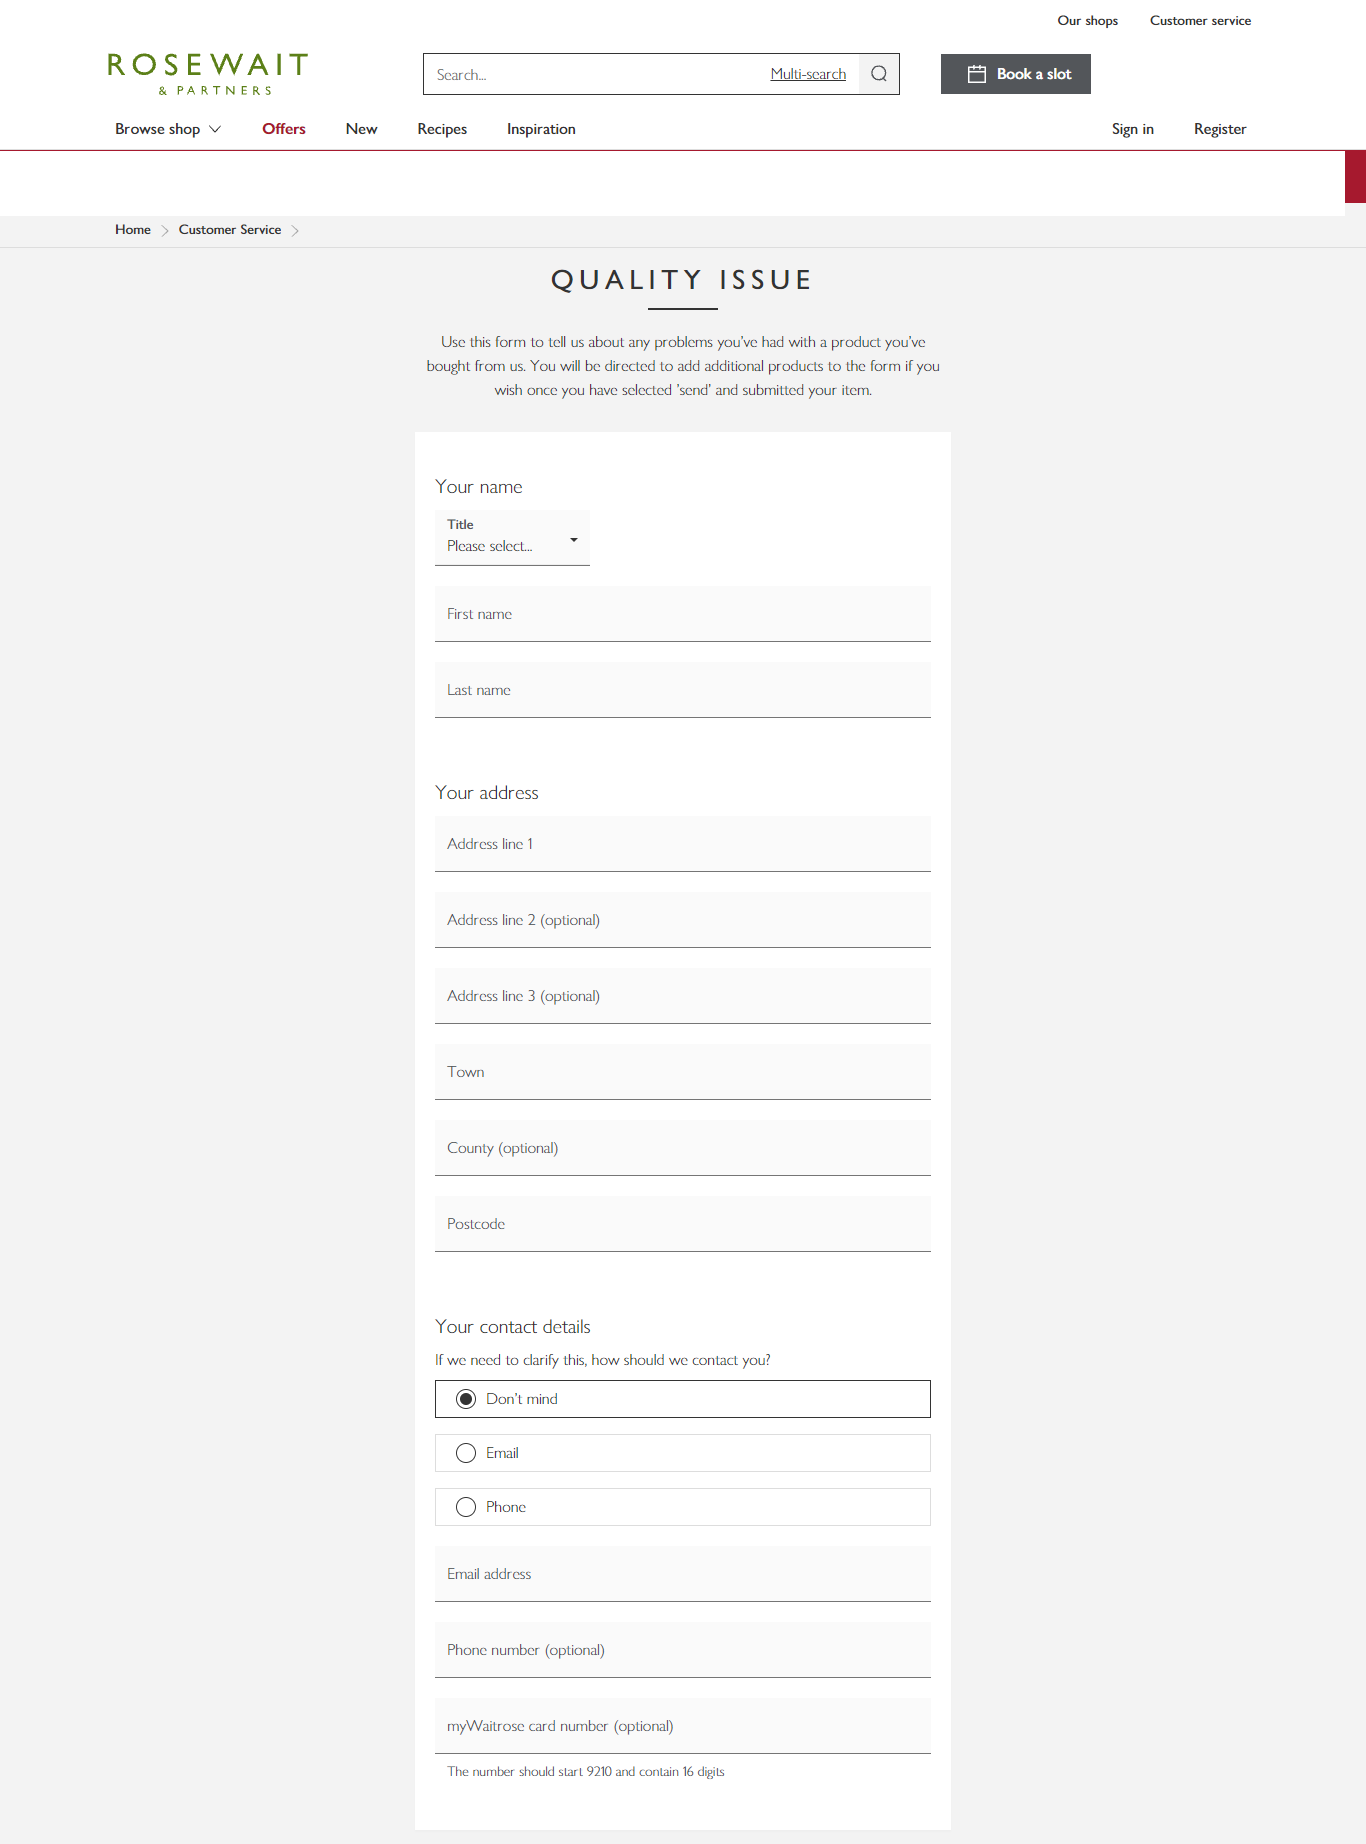 Our shops Customer service
ROSEWAIT
& PARTNERS
Search... Multi-search
Book a slot
Browse shop Offers New Recipes Inspiration Sign in Register
Home Customer Service
QUALITY ISSUE
Use this form to tell us about any problems you've had with a product you've
bought from us. You will be directed to add additional products to the form if you
wish once you have selected 'send' and submitted your item.
Your name
Title
Please select...
First name
Last name
Your address
Address line 1
Address line 2 (optional)
Address line 3 (optional)
Town
County (optional)
Postcode
Your contact details
If we need to clarify this, how should we contact you?
Don't mind
Email
Phone
Email address
Phone number (optional)
myWaitrose card number (optional)
The number should start 9210 and contain 16 digits